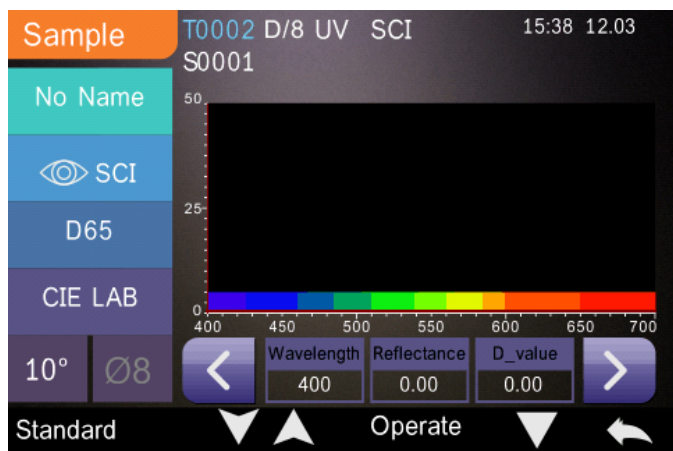 Sample
T0002 D/8 UV SCI 15:38 12.03
S0001
No Name
SCI
D65
CIE LAB
10° Ø8
50
25
0
400 450 500 550 600 650 700
Wavelength Reflectance D_value
400 0.00 0.00
Standard Operate